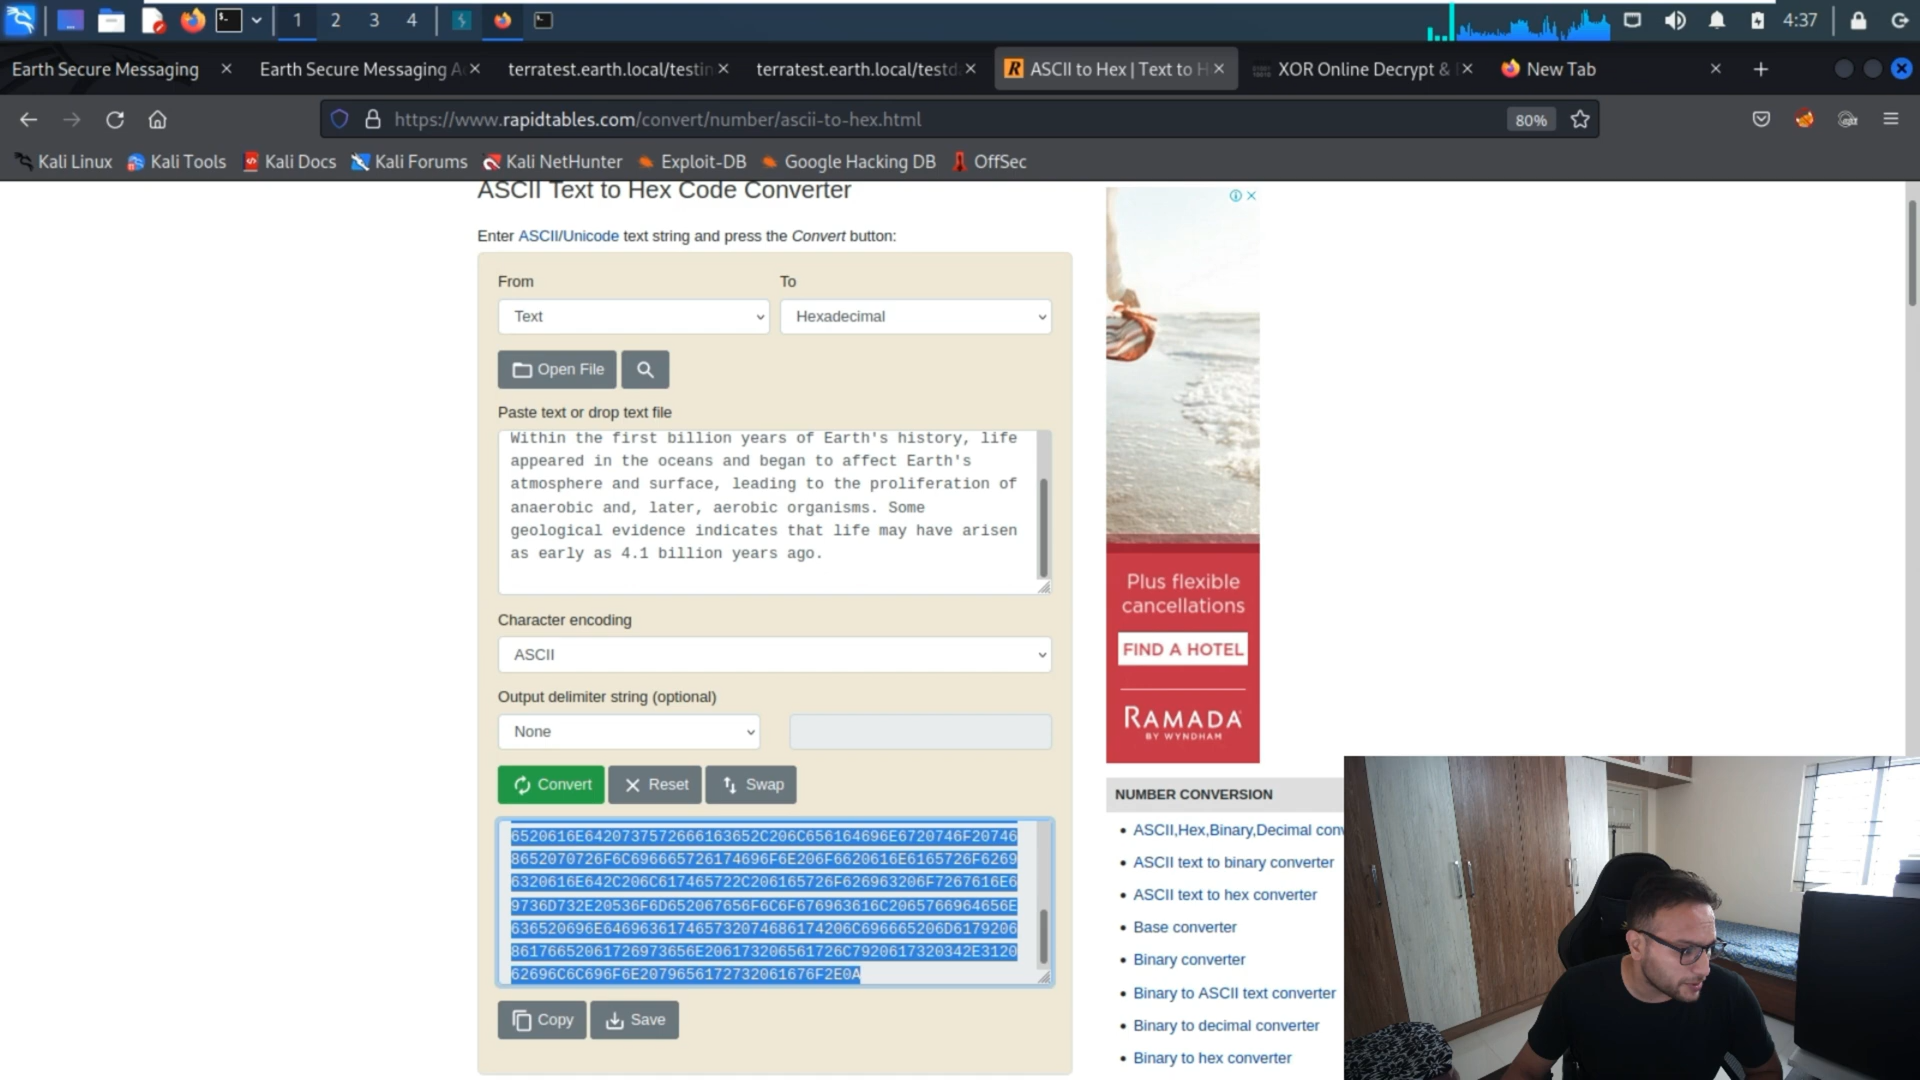 1 2 3 4 4:37
Earth Secure Messaging
Earth Secure Messaging A
terratest.earth.local/testin
terratest.earth.local/testd
ASCII to Hex | Text to H
XOR Online Decrypt &
New Tab
https://www.rapidtables.com/convert/number/ascii-to-hex.html 80%
Kali Linux Kali Tools Kali Docs Kali Forums Kali NetHunter Exploit-DB Google Hacking DB OffSec
ASCII Text to Hex Code Converter
Enter ASCII/Unicode text string and press the Convert button:
From To
Text Hexadecimal
Open File
Paste text or drop text file
Within the first billion years of Earth's history, life
appeared in the oceans and began to affect Earth's
atmosphere and surface, leading to the proliferation of
anaerobic and, later, aerobic organisms. Some
geological evidence indicates that life may have arisen
as early as 4.1 billion years ago.
Character encoding
ASCII
Output delimiter string (optional)
None
Convert Reset Swap
6520616E6420737572666163652C206C656164696E6720746F20746
8652070726F6C696665726174696F6E206F6620616E6165726F6269
6320616E642C206C617465722C206165726F626963206F7267616E6
9736D732E20536F6D652067656F6C6F676963616C2065766964656E
636520696E64696361746573207468617420 6C696665206D6179206
86176652061726973656E206173206561726C7920617320342E3120
62696C6C696F6E2079656172732061676F2E0A
Copy Save
Plus flexible
cancellations
FIND A HOTEL
RAMADA
BY WYNDHAM
NUMBER CONVERSION
ASCII,Hex,Binary,Decimal conv
ASCII text to binary converter
ASCII text to hex converter
Base converter
Binary converter
Binary to ASCII text converter
Binary to decimal converter
Binary to hex converter